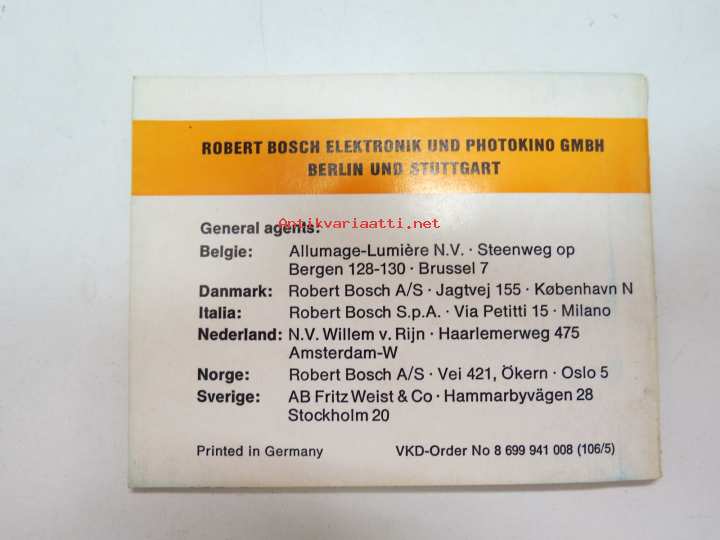 ROBERT BOSCH ELEKTRONIK UND PHOTOKINO GMBH
BERLIN UND STUTTGART
Antikvariaatti.net
General agents:
Belgie: Allumage-Lumière N.V. · Steenweg op
Bergen 128-130 · Brussel 7
Danmark: Robert Bosch A/S · Jagtvej 155 · København N
Italia: Robert Bosch S.p.A. · Via Petitti 15 · Milano
Nederland: N.V. Willem v. Rijn · Haarlemerweg 475
Amsterdam-W
Norge: Robert Bosch A/S · Vei 421, Ökern · Oslo 5
Sverige: AB Fritz Weist & Co · Hammarbyvägen 28
Stockholm 20
Printed in Germany VKD-Order No 8 699 941 008 (106/5)